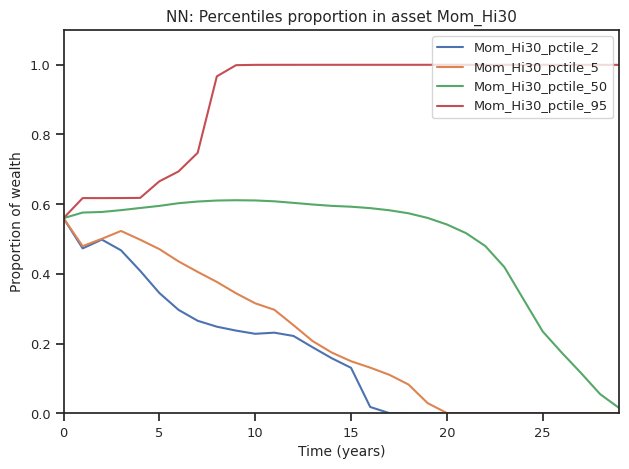 NN: Percentiles proportion in asset Mom_Hi30
Mom_Hi30_pctile_2
Mom_Hi30_pctile_5
Mom_Hi30_pctile_50
Mom_Hi30_pctile_95
1.0
0.8
0.6
0.4
0.2
0.0
Proportion of wealth
0 5 10 15 20 25
Time (years)